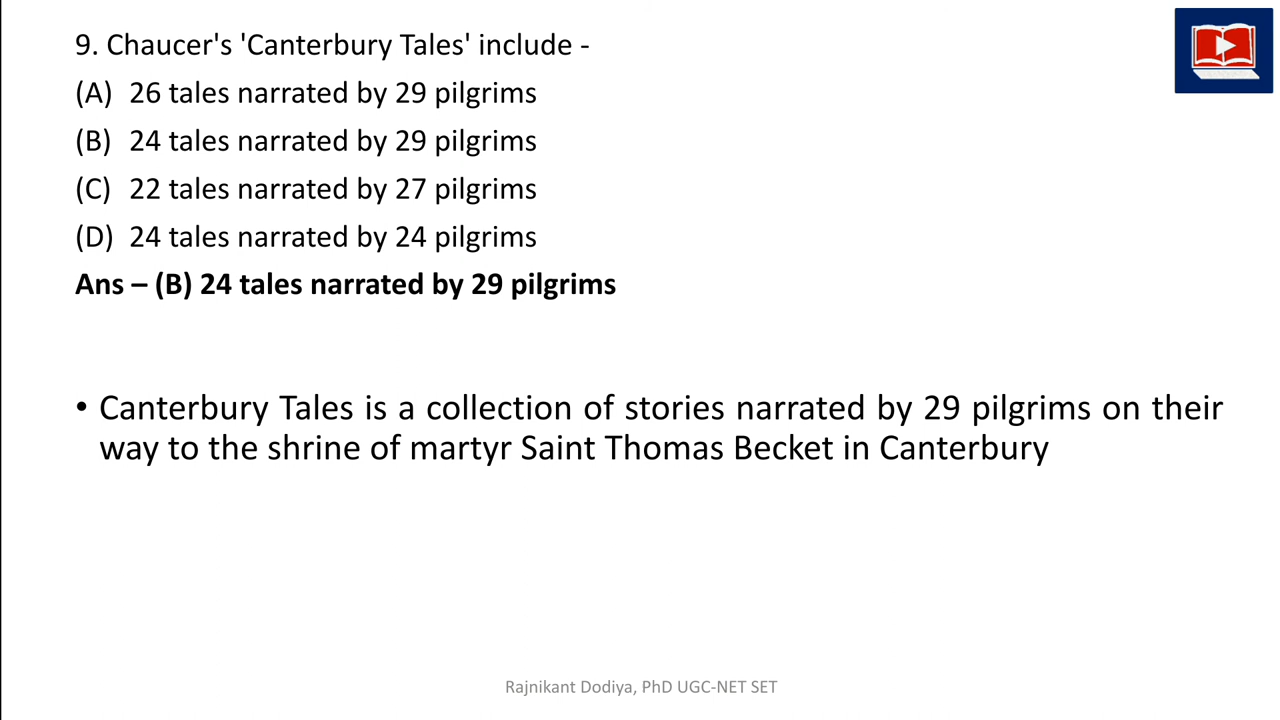 9. Chaucer's 'Canterbury Tales' include -
(A) 26 tales narrated by 29 pilgrims
(B) 24 tales narrated by 29 pilgrims
(C) 22 tales narrated by 27 pilgrims
(D) 24 tales narrated by 24 pilgrims
Ans – (B) 24 tales narrated by 29 pilgrims
• Canterbury Tales is a collection of stories narrated by 29 pilgrims on their
way to the shrine of martyr Saint Thomas Becket in Canterbury
Rajnikant Dodiya, PhD UGC-NET SET